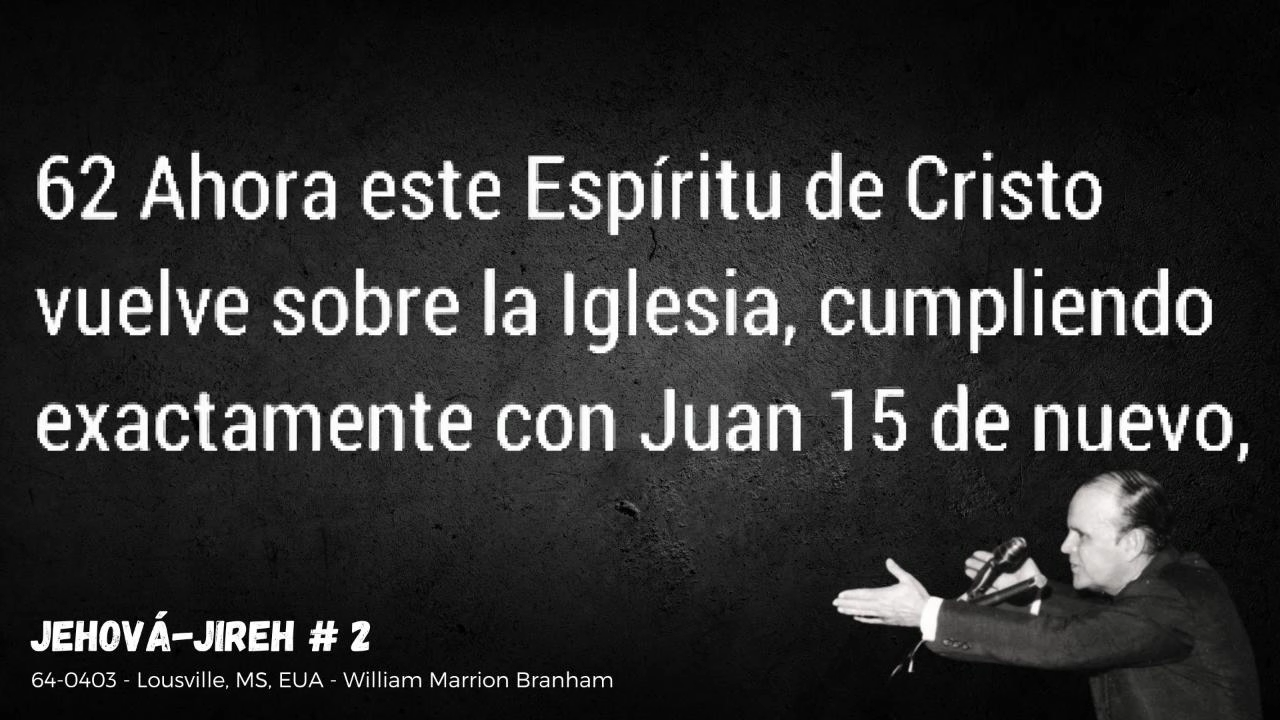 62 Ahora este Espíritu de Cristo
vuelve sobre la Iglesia, cumpliendo
exactamente con Juan 15 de nuevo,
JEHOVÁ-JIREH # 2
64-0403 - Lousville, MS, EUA - William Marrion Branham